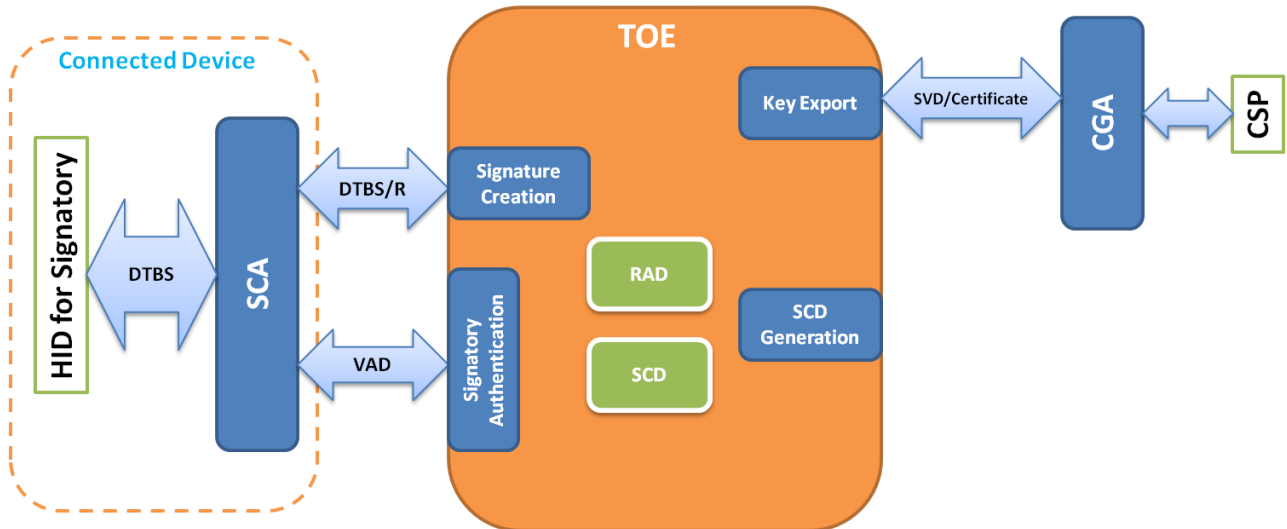 TOE
Connected Device
HID for Signatory
DTBS
SCA
DTBS/R
VAD
Signature
Creation
Signatory
Authentication
RAD
SCD
Key Export
SCD
Generation
SVD/Certificate
CGA
CSP